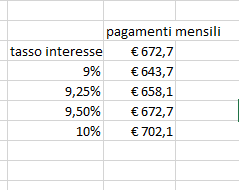 pagamenti mensili
tasso interesse € 672,7
9% € 643,7
9,25% € 658,1
9,50% € 672,7
10% € 702,1